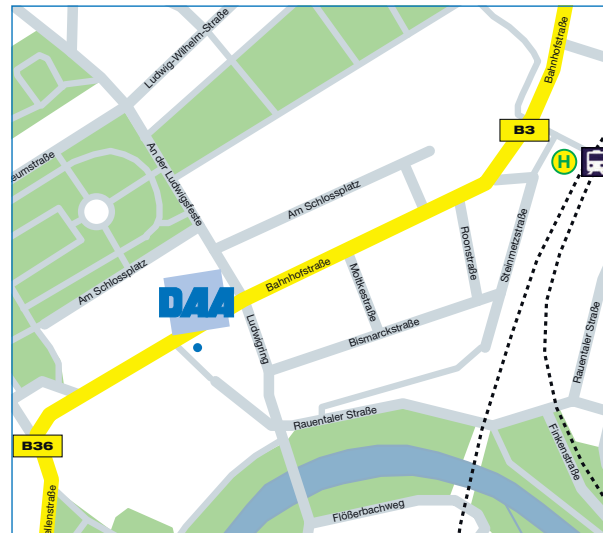 Ludwig-Wilhelm-Straße
Bahnhofstraße
B3
H
An der Ludwigsfeste
eumstraße
Am Schlossplatz
Roonstraße
Steinmetzstraße
Am Schlossplatz
Bahnhofstraße
Moltkestraße
DAA
Ludwigring
Bismarckstraße
Rauentaler Straße
Rauentaler Straße
B36
Finkenstraße
ellenstraße
Flößerbachweg